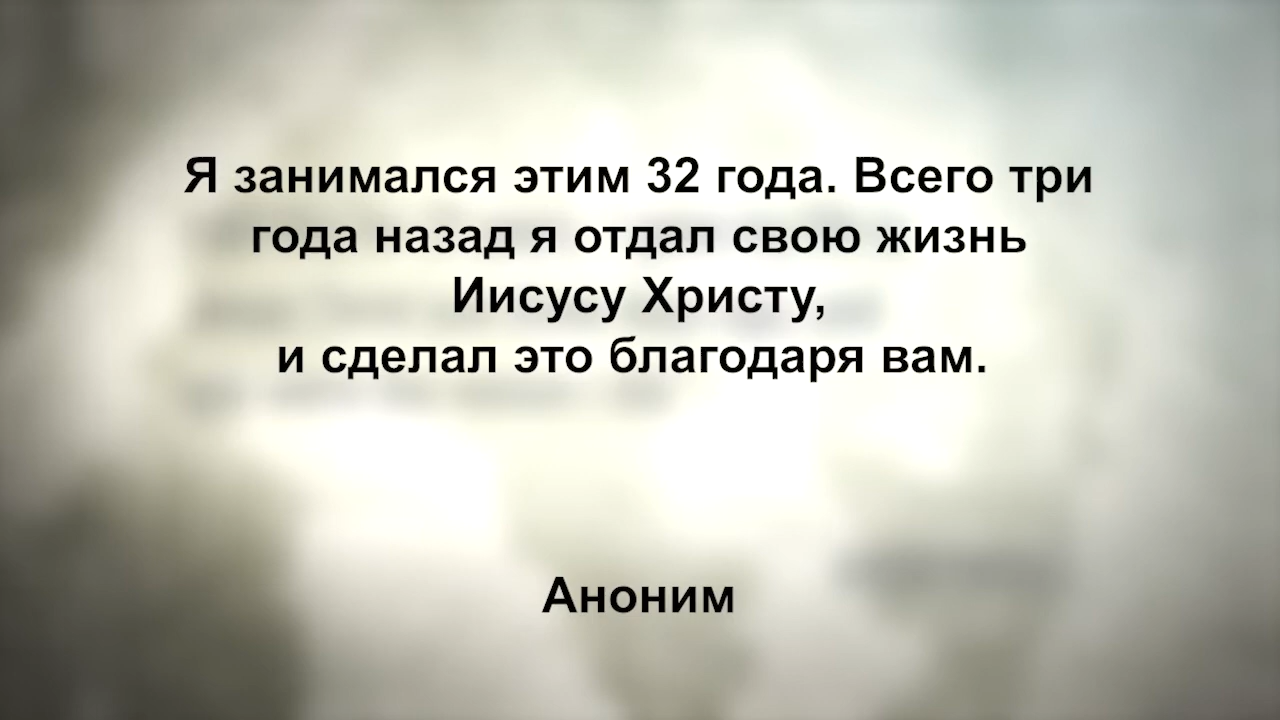 Я занимался этим 32 года. Всего три
года назад я отдал свою жизнь
Иисусу Христу,
и сделал это благодаря вам.
Аноним